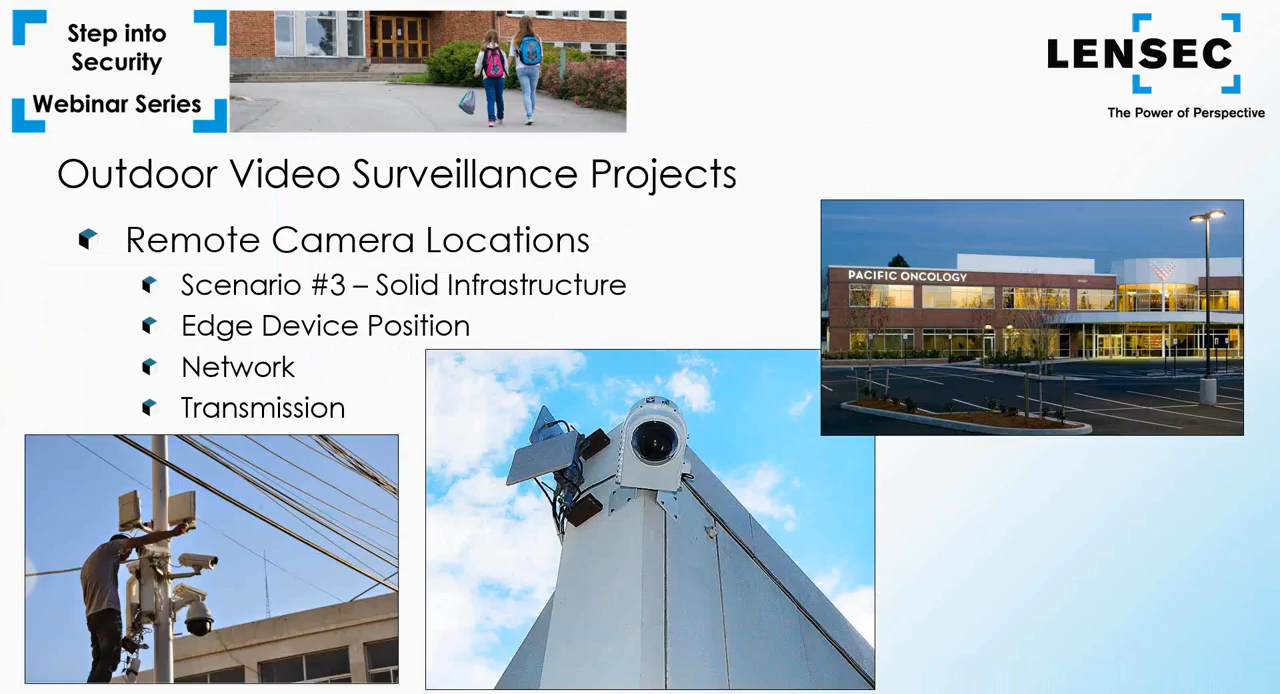 Step into
Security
Webinar Series
LENSEC
The Power of Perspective
Outdoor Video Surveillance Projects
Remote Camera Locations
Scenario #3 – Solid Infrastructure
Edge Device Position
Network
Transmission
PACIFIC ONCOLOGY